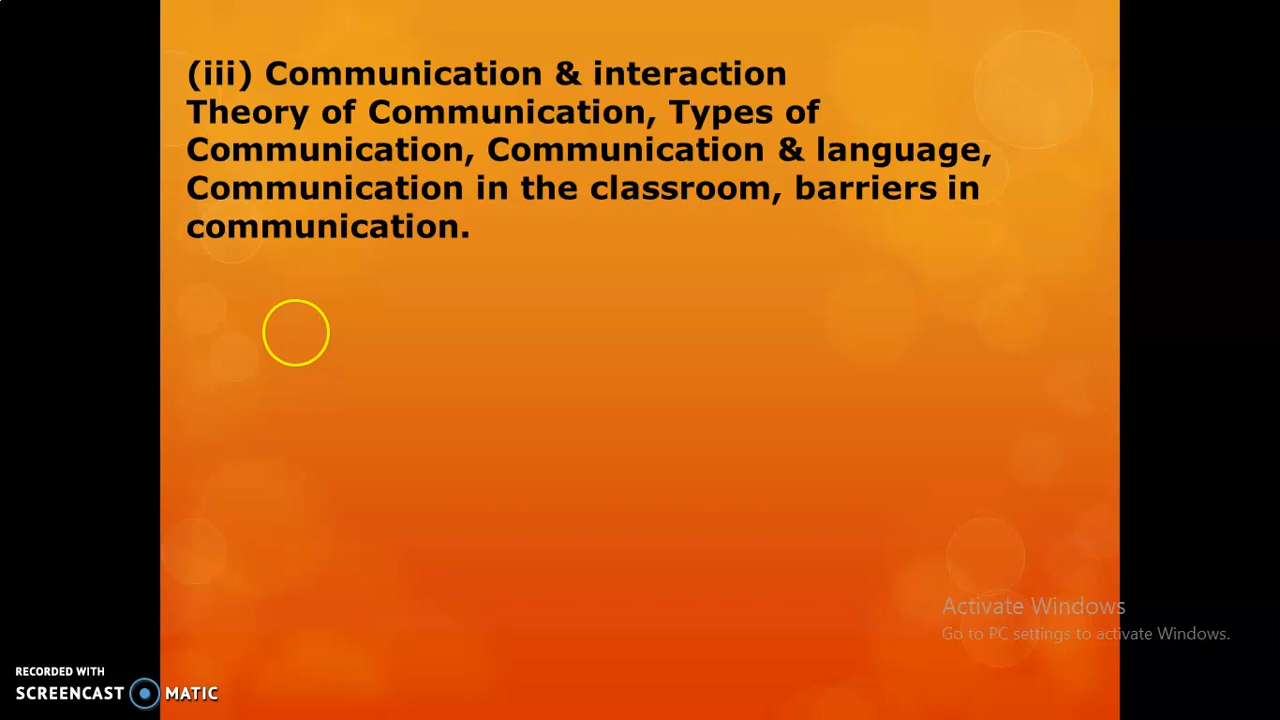 (iii) Communication & interaction
Theory of Communication, Types of
Communication, Communication & language,
Communication in the classroom, barriers in
communication.
Activate Windows
Go to PC settings to activate Windows.
RECORDED WITH
SCREENCAST MATIC